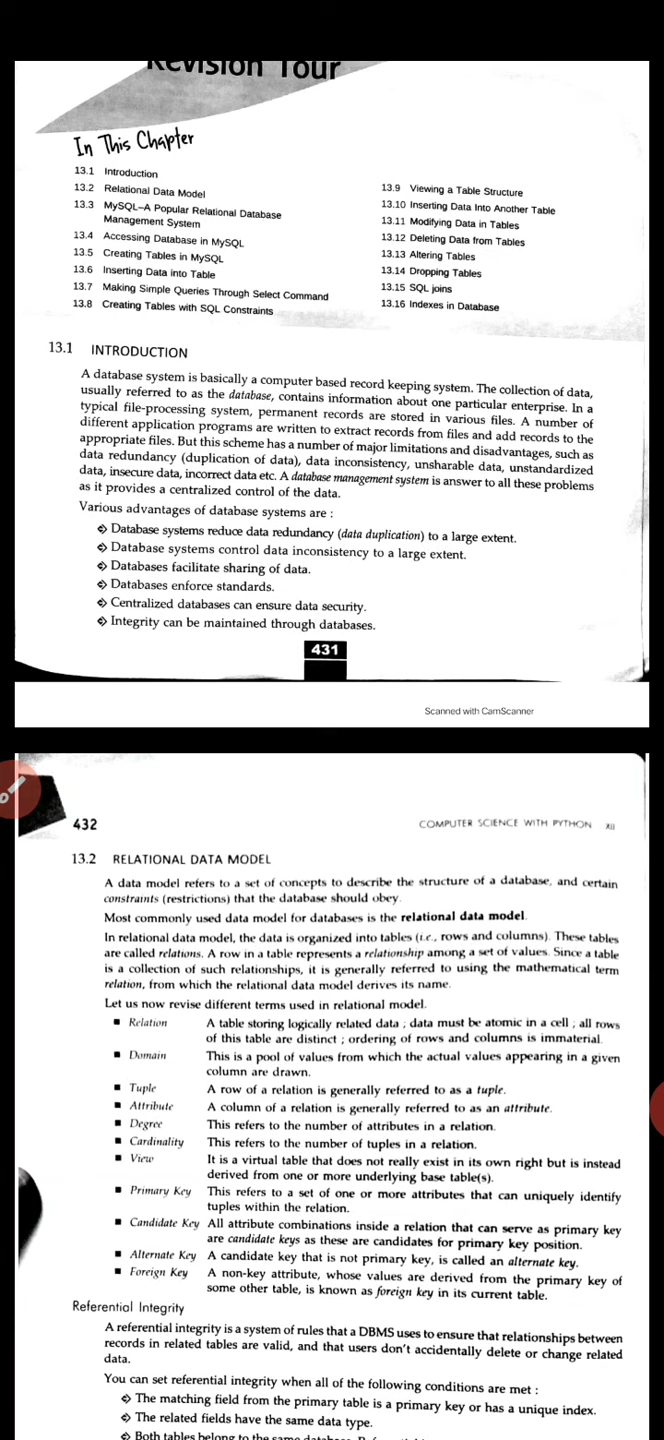 Revision Tour
In This Chapter
13.1 Introduction
13.2 Relational Data Model
13.3 MySQL–A Popular Relational Database
Management System
13.4 Accessing Database in MySQL
13.5 Creating Tables in MySQL
13.6 Inserting Data into Table
13.7 Making Simple Queries Through Select Command
13.8 Creating Tables with SQL Constraints
13.9 Viewing a Table Structure
13.10 Inserting Data Into Another Table
13.11 Modifying Data in Tables
13.12 Deleting Data from Tables
13.13 Altering Tables
13.14 Dropping Tables
13.15 SQL joins
13.16 Indexes in Database
13.1 INTRODUCTION
A database system is basically a computer based record keeping system. The collection of data,
usually referred to as the database, contains information about one particular enterprise. In a
typical file-processing system, permanent records are stored in various files. A number of
different application programs are written to extract records from files and add records to the
appropriate files. But this scheme has a number of major limitations and disadvantages, such as
data redundancy (duplication of data), data inconsistency, unsharable data, unstandardized
data, insecure data, incorrect data etc. A database management system is answer to all these problems
as it provides a centralized control of the data.
Various advantages of database systems are :
Database systems reduce data redundancy (data duplication) to a large extent.
Database systems control data inconsistency to a large extent.
Databases facilitate sharing of data.
Databases enforce standards.
Centralized databases can ensure data security.
Integrity can be maintained through databases.
431
Scanned with CamScanner
432
COMPUTER SCIENCE WITH PYTHON XII
13.2 RELATIONAL DATA MODEL
A data model refers to a set of concepts to describe the structure of a database, and certain
constraints (restrictions) that the database should obey.
Most commonly used data model for databases is the relational data model.
In relational data model, the data is organized into tables (i.e., rows and columns). These tables
are called relations. A row in a table represents a relationship among a set of values. Since a table
is a collection of such relationships, it is generally referred to using the mathematical term
relation, from which the relational data model derives its name.
Let us now revise different terms used in relational model.
■ Relation A table storing logically related data ; data must be atomic in a cell ; all rows
of this table are distinct ; ordering of rows and columns is immaterial.
■ Domain This is a pool of values from which the actual values appearing in a given
column are drawn.
■ Tuple A row of a relation is generally referred to as a tuple.
■ Attribute A column of a relation is generally referred to as an attribute.
■ Degree This refers to the number of attributes in a relation.
■ Cardinality This refers to the number of tuples in a relation.
■ View It is a virtual table that does not really exist in its own right but is instead
derived from one or more underlying base table(s).
■ Primary Key This refers to a set of one or more attributes that can uniquely identify
tuples within the relation.
■ Candidate Key All attribute combinations inside a relation that can serve as primary key
are candidate keys as these are candidates for primary key position.
■ Alternate Key A candidate key that is not primary key, is called an alternate key.
■ Foreign Key A non-key attribute, whose values are derived from the primary key of
some other table, is known as foreign key in its current table.
Referential Integrity
A referential integrity is a system of rules that a DBMS uses to ensure that relationships between
records in related tables are valid, and that users don't accidentally delete or change related
data.
You can set referential integrity when all of the following conditions are met :
The matching field from the primary table is a primary key or has a unique index.
The related fields have the same data type.
Both tables belong to the same database.